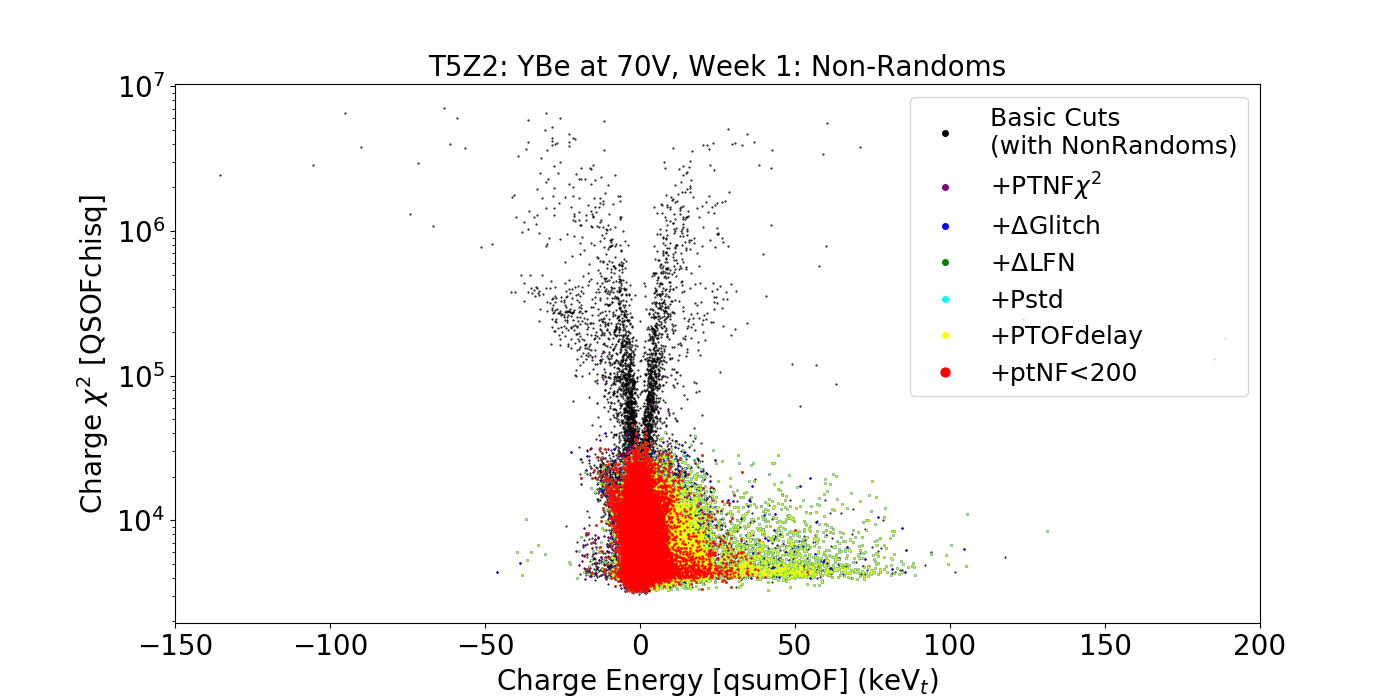 T5Z2: YBe at 70V, Week 1: Non-Randoms
Charge χ² [QSOFchisq]
10⁷
10⁶
10⁵
10⁴
Basic Cuts
(with NonRandoms)
+PTNFχ²
+ΔGlitch
+ΔLFN
+Pstd
+PTOFdelay
+ptNF<200
−150 −100 −50 0 50 100 150 200
Charge Energy [qsumOF] (keVₜ)